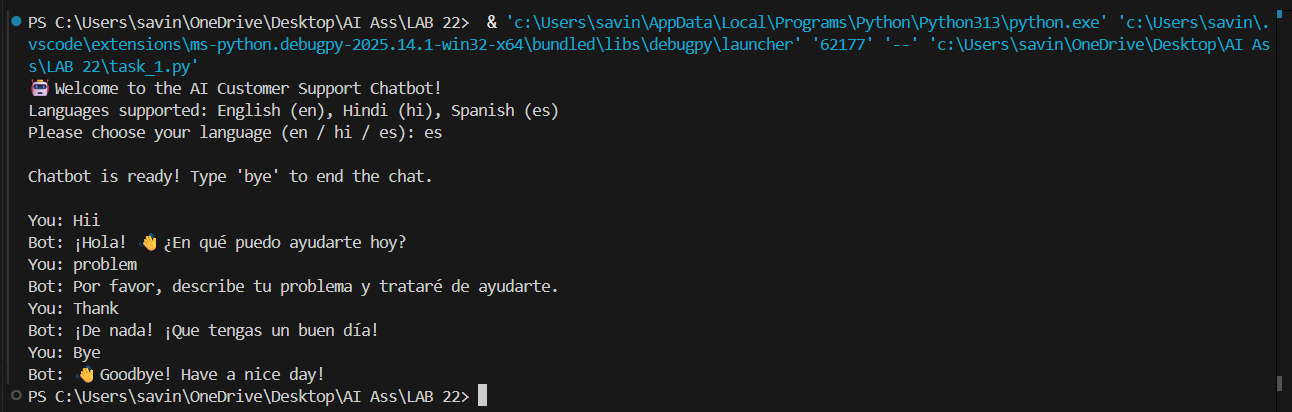 PS C:\Users\savin\OneDrive\Desktop\AI Ass\LAB 22>  & 'c:\Users\savin\AppData\Local\Programs\Python\Python313\python.exe' 'c:\Users\savin\.
vscode\extensions\ms-python.debugpy-2025.14.1-win32-x64\bundled\libs\debugpy\launcher' '62177' '--' 'c:\Users\savin\OneDrive\Desktop\AI As
s\LAB 22\task_1.py'
🤖 Welcome to the AI Customer Support Chatbot!
Languages supported: English (en), Hindi (hi), Spanish (es)
Please choose your language (en / hi / es): es
Chatbot is ready! Type 'bye' to end the chat.
You: Hii
Bot: ¡Hola! 👋 ¿En qué puedo ayudarte hoy?
You: problem
Bot: Por favor, describe tu problema y trataré de ayudarte.
You: Thank
Bot: ¡De nada! ¡Que tengas un buen día!
You: Bye
Bot: 👋 Goodbye! Have a nice day!
PS C:\Users\savin\OneDrive\Desktop\AI Ass\LAB 22>